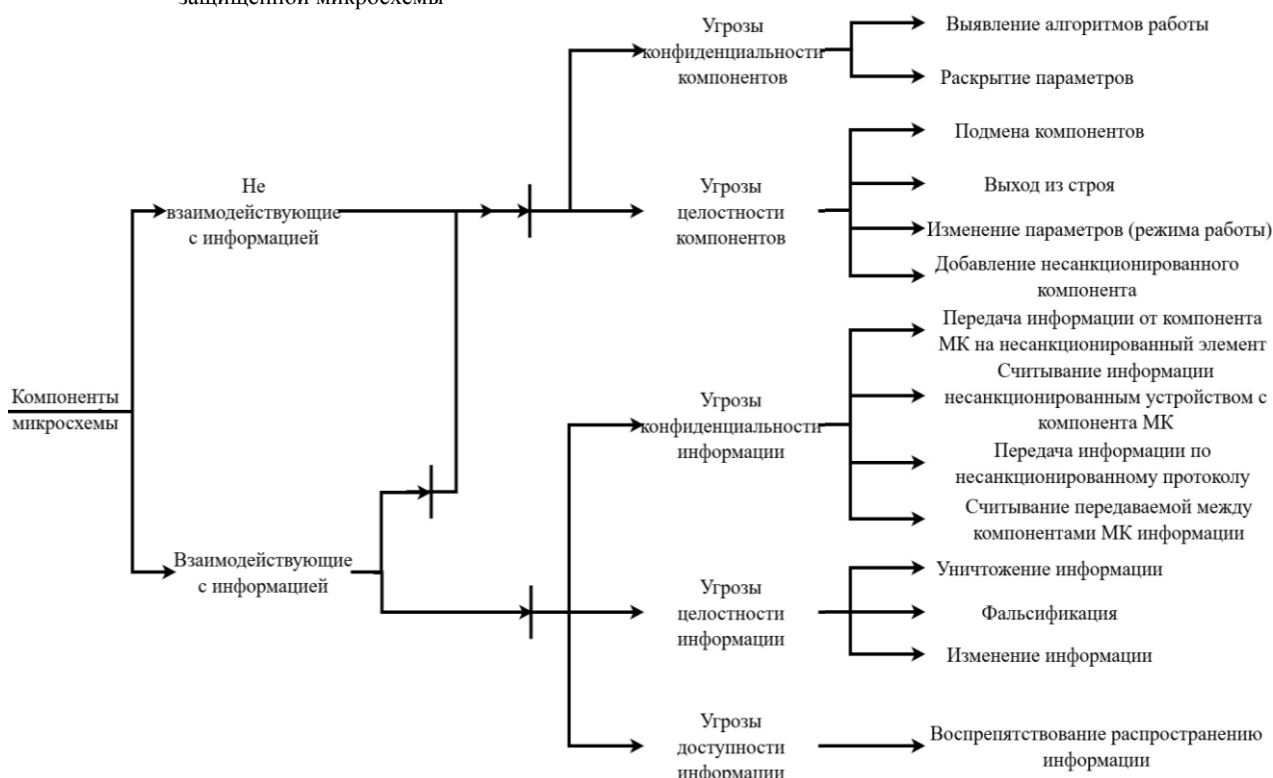 защищенной микросхемы
Компоненты
микросхемы
Не
взаимодействующие
с информацией
Взаимодействующие
с информацией
Угрозы
конфиденциальности
компонентов
Выявление алгоритмов работы
Раскрытие параметров
Угрозы
целостности
компонентов
Подмена компонентов
Выход из строя
Изменение параметров (режима работы)
Добавление несанкционированного
компонента
Угрозы
конфиденциальности
информации
Передача информации от компонента
МК на несанкционированный элемент
Считывание информации
несанкционированным устройством с
компонента МК
Передача информации по
несанкционированному протоколу
Считывание передаваемой между
компонентами МК информации
Угрозы
целостности
информации
Уничтожение информации
Фальсификация
Изменение информации
Угрозы
доступности
информации
Воспрепятствование распространению
информации